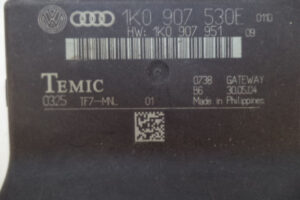 1K0 907 530E 0110
HW: 1K0 907 951 09
TEMIC 0738 GATEWAY
0325 TF7-MNL 01 B6 30.05.04
Made in Philippines